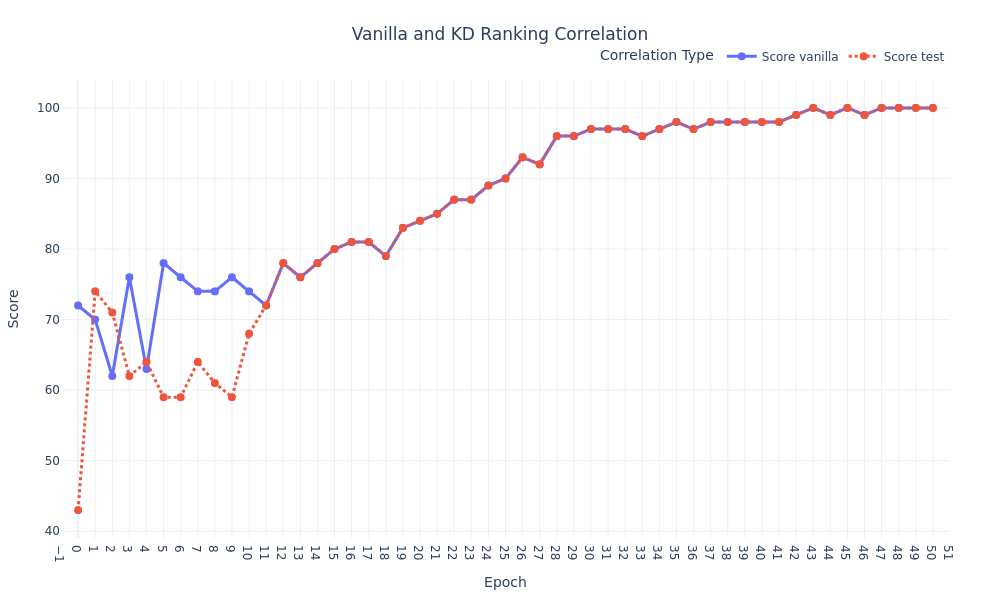 Vanilla and KD Ranking Correlation
Correlation Type Score vanilla Score test
100
90
80
70
60
50
40
Score
−1 0 1 2 3 4 5 6 7 8 9 10 11 12 13 14 15 16 17 18 19 20 21 22 23 24 25 26 27 28 29 30 31 32 33 34 35 36 37 38 39 40 41 42 43 44 45 46 47 48 49 50 51
Epoch